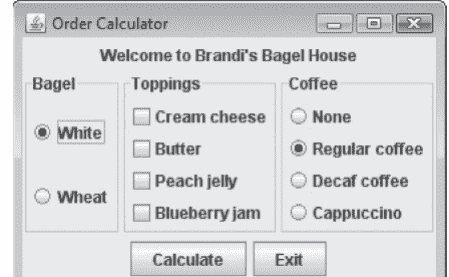 Order Calculator
Welcome to Brandi's Bagel House
Bagel
White
Wheat
Toppings
Cream cheese
Butter
Peach jelly
Blueberry jam
Coffee
None
Regular coffee
Decaf coffee
Cappuccino
Calculate
Exit